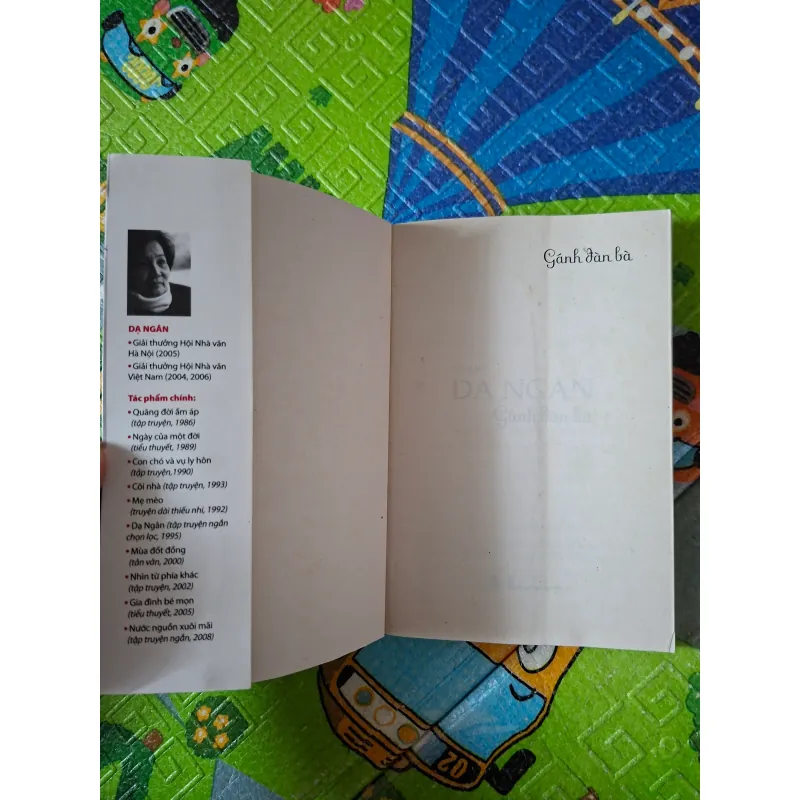 DẠ NGÂN
• Giải thưởng Hội Nhà văn
Hà Nội (2005)
• Giải thưởng Hội Nhà văn
Việt Nam (2004, 2006)
Tác phẩm chính:
• Quãng đời ấm áp
(tập truyện, 1986)
• Ngày của một đời
(tiểu thuyết, 1989)
• Con chó và vụ ly hôn
(tập truyện,1990)
• Cõi nhà (tập truyện, 1993)
• Mẹ mèo
(truyện dài thiếu nhi, 1992)
• Dạ Ngân (tập truyện ngắn
chọn lọc, 1995)
• Mùa đốt đồng
(tản văn, 2000)
• Nhìn từ phía khác
(tập truyện, 2002)
• Gia đình bé mọn
(tiểu thuyết, 2005)
• Nước nguồn xuôi mãi
(tập truyện ngắn, 2008)
Gánh đàn bà
DẠ NGÂN
Gánh đàn bà
02